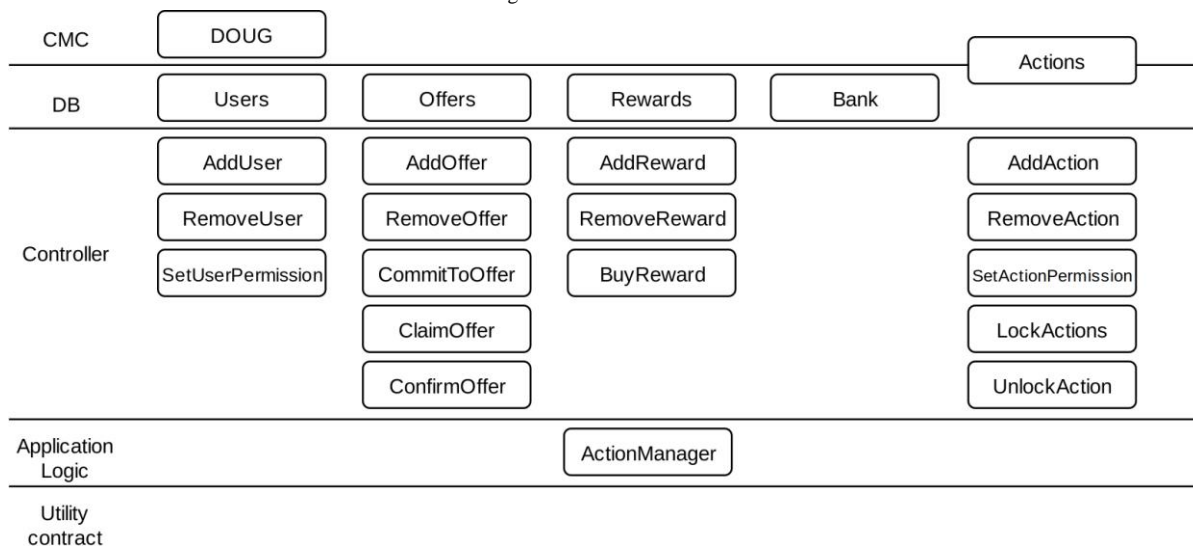 CMC
DOUG
Actions
DB
Users
Offers
Rewards
Bank
Controller
AddUser
AddOffer
AddReward
AddAction
RemoveUser
RemoveOffer
RemoveReward
RemoveAction
SetUserPermission
CommitToOffer
BuyReward
SetActionPermission
ClaimOffer
LockActions
ConfirmOffer
UnlockAction
Application
Logic
ActionManager
Utility
contract